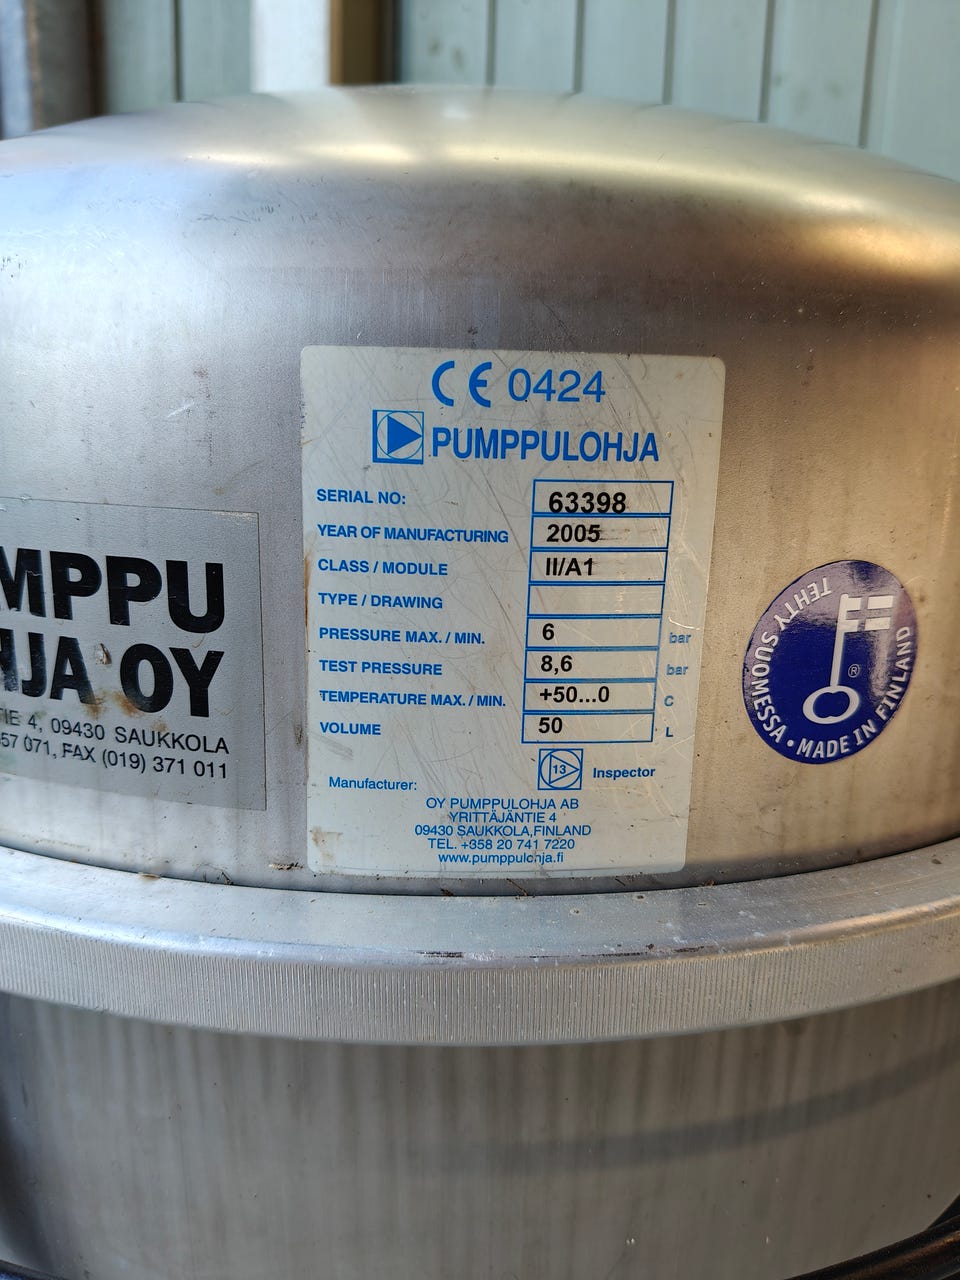 CE 0424
PUMPPULOHJA
SERIAL NO: 63398
YEAR OF MANUFACTURING 2005
CLASS / MODULE II/A1
TYPE / DRAWING
PRESSURE MAX. / MIN. 6 bar
TEST PRESSURE 8,6 bar
TEMPERATURE MAX. / MIN. +50...0 C
VOLUME 50 L
Manufacturer: 13 Inspector
OY PUMPPULOHJA AB
YRITTÄJÄNTIE 4
09430 SAUKKOLA,FINLAND
TEL. +358 20 741 7220
www.pumppulohja.fi
MPPU
HJA OY
TIE 4, 09430 SAUKKOLA
57 071, FAX (019) 371 011
TEHTY SUOMESSA • MADE IN FINLAND
®